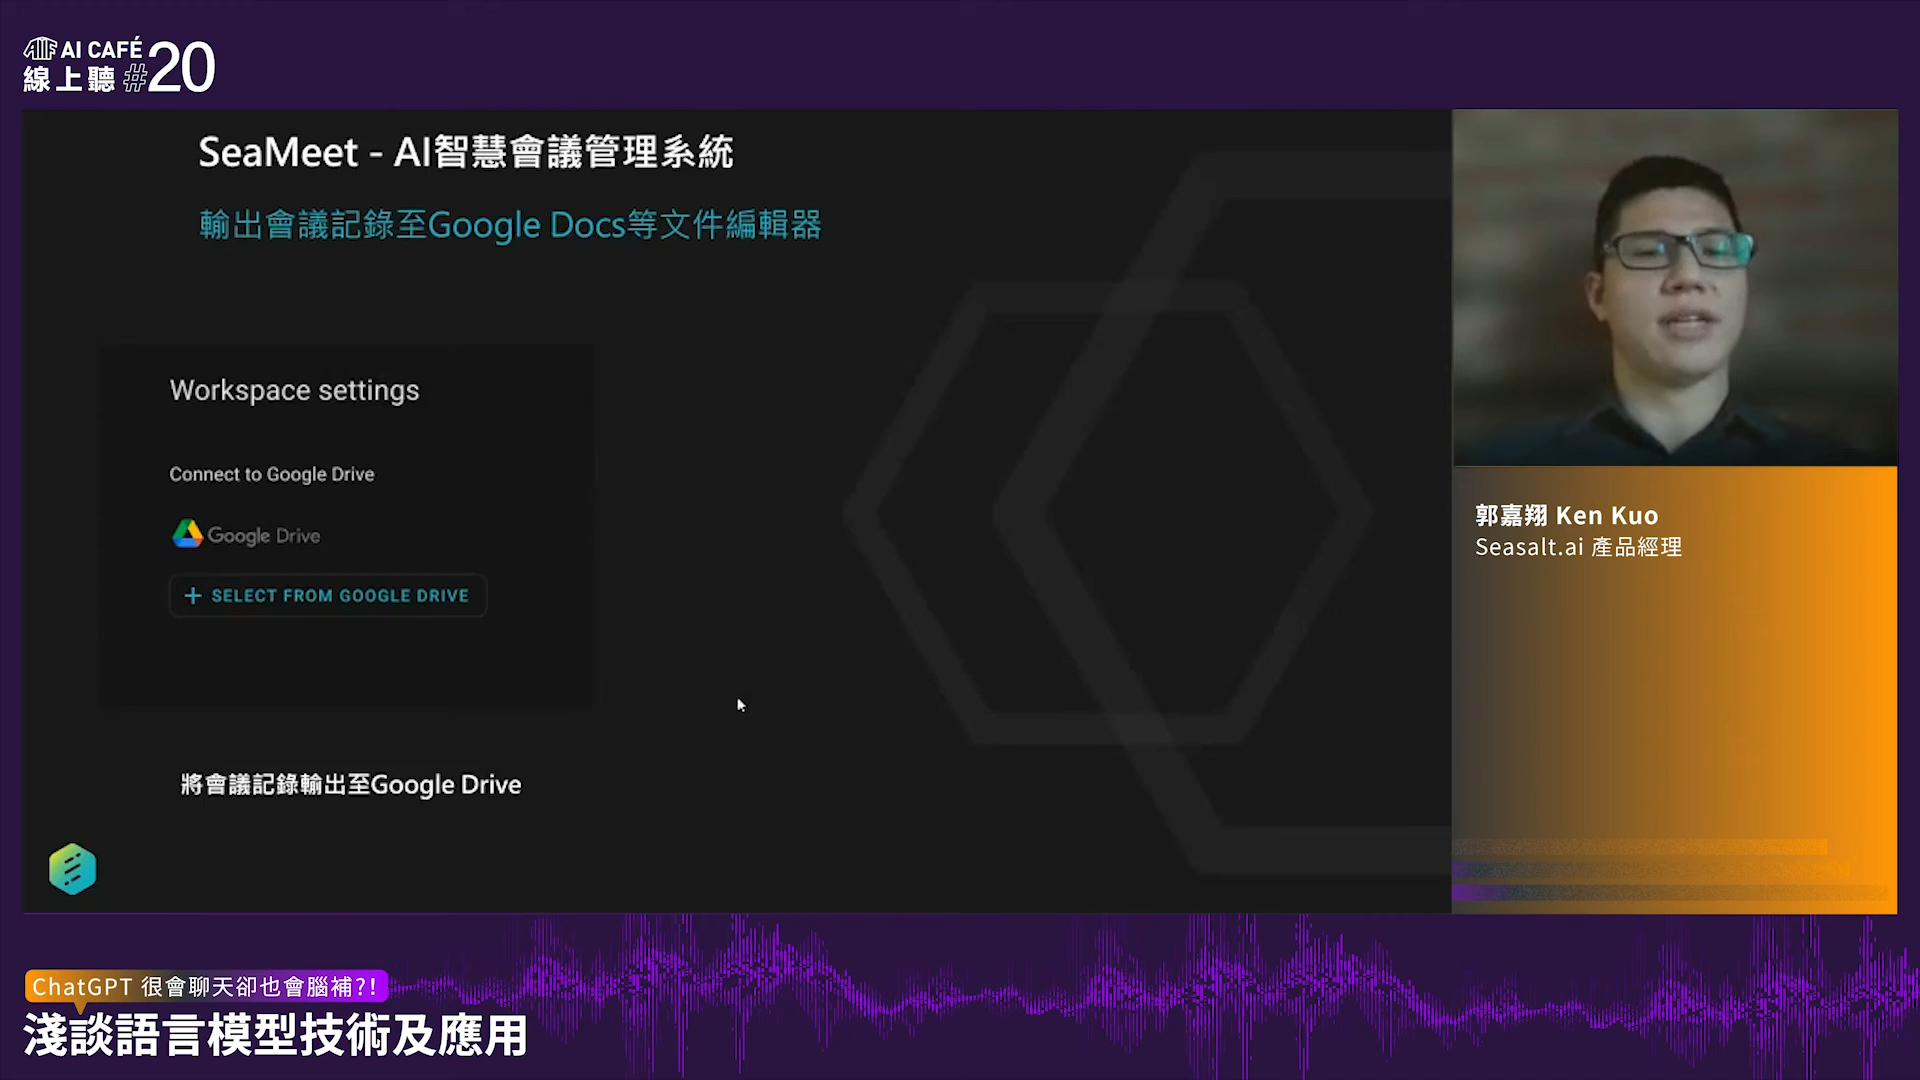 AIF AI CAFÉ
線上聽 #20
SeaMeet - AI智慧會議管理系統
輸出會議記錄至Google Docs等文件編輯器
Workspace settings
Connect to Google Drive
Google Drive
+ SELECT FROM GOOGLE DRIVE
將會議記錄輸出至Google Drive
郭嘉翔 Ken Kuo
Seasalt.ai 產品經理
ChatGPT 很會聊天卻也會腦補?!
淺談語言模型技術及應用